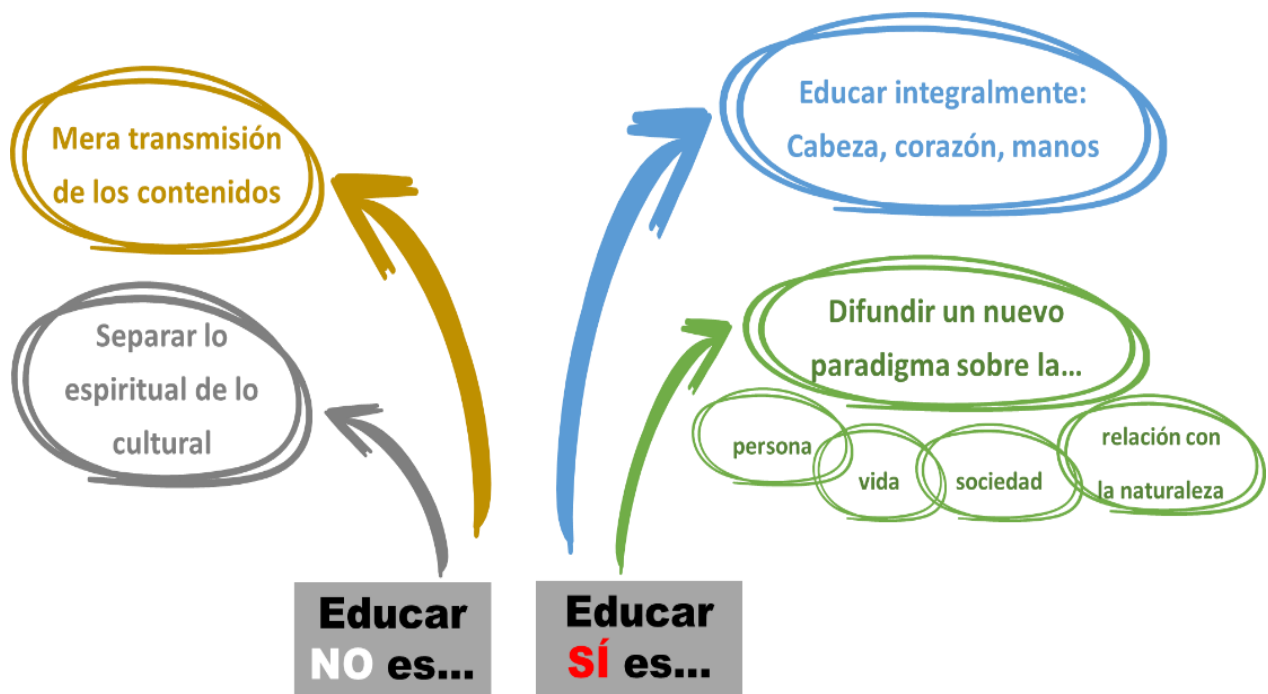 Mera transmisión
de los contenidos
Separar lo
espiritual de lo
cultural
Educar
NO es...
Educar integralmente:
Cabeza, corazón, manos
Difundir un nuevo
paradigma sobre la...
persona
vida
sociedad
relación con
la naturaleza
Educar
SÍ es...